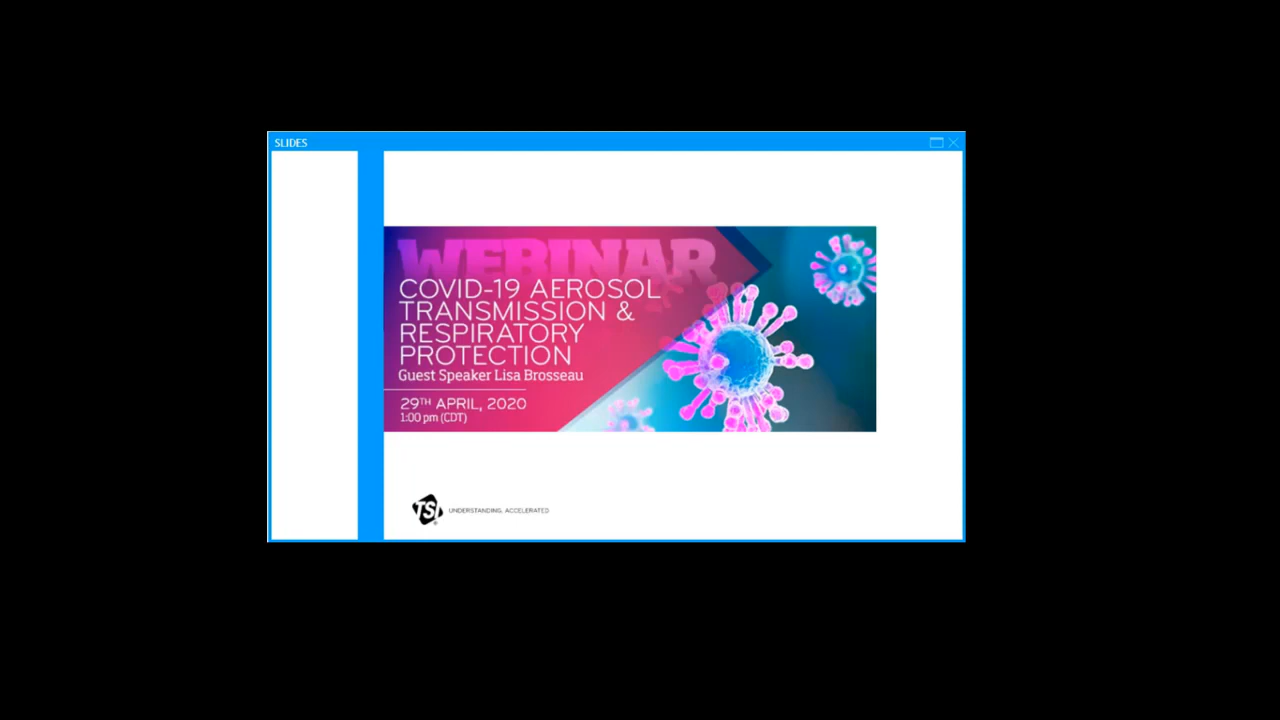 SLIDES
WEBINAR
COVID-19 AEROSOL
TRANSMISSION &
RESPIRATORY
PROTECTION
Guest Speaker Lisa Brosseau
29TH APRIL, 2020
1:00 pm (CDT)
TSI UNDERSTANDING, ACCELERATED